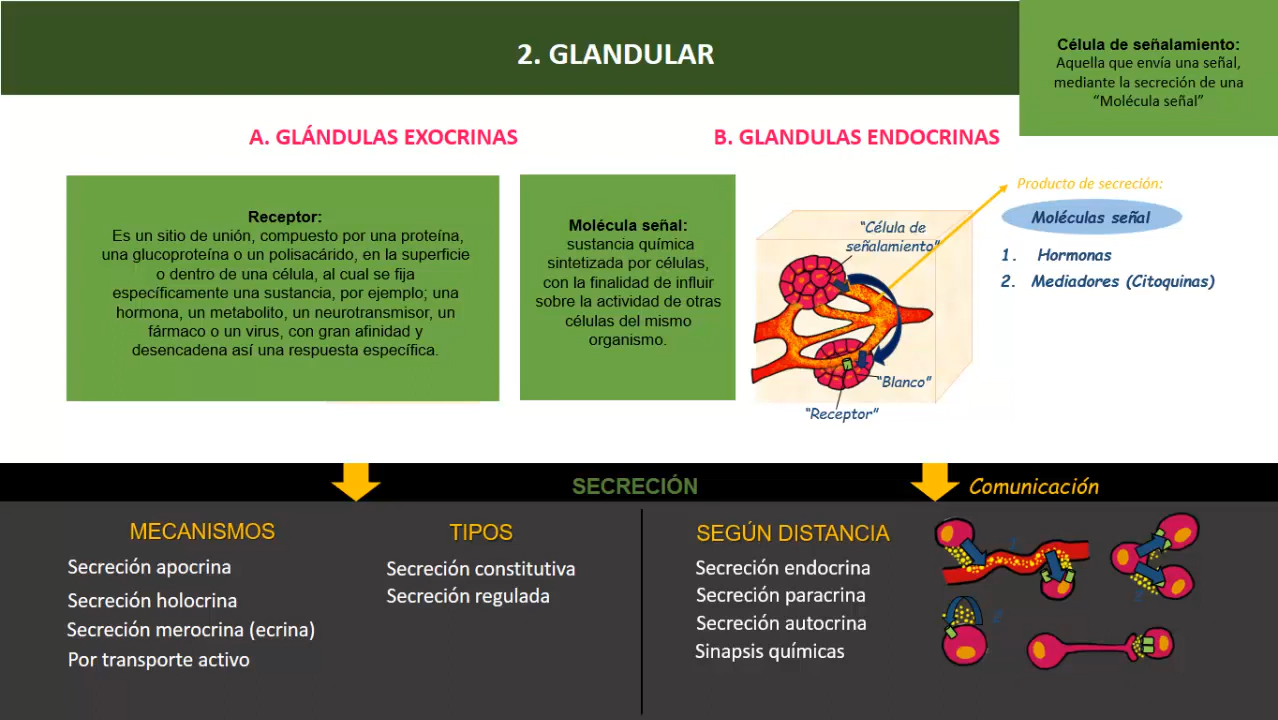 2. GLANDULAR
Célula de señalamiento:
Aquella que envía una señal,
mediante la secreción de una
“Molécula señal”
A. GLÁNDULAS EXOCRINAS
B. GLANDULAS ENDOCRINAS
Receptor:
Es un sitio de unión, compuesto por una proteína,
una glucoproteína o un polisacárido, en la superficie
o dentro de una célula, al cual se fija
específicamente una sustancia, por ejemplo; una
hormona, un metabolito, un neurotransmisor, un
fármaco o un virus, con gran afinidad y
desencadena así una respuesta específica.
Molécula señal:
sustancia química
sintetizada por células,
con la finalidad de influir
sobre la actividad de otras
células del mismo
organismo.
“Célula de
señalamiento”
“Blanco”
“Receptor”
Producto de secreción:
Moléculas señal
1. Hormonas
2. Mediadores (Citoquinas)
SECRECIÓN
Comunicación
MECANISMOS
Secreción apocrina
Secreción holocrina
Secreción merocrina (ecrina)
Por transporte activo
TIPOS
Secreción constitutiva
Secreción regulada
SEGÚN DISTANCIA
Secreción endocrina
Secreción paracrina
Secreción autocrina
Sinapsis químicas
1
2